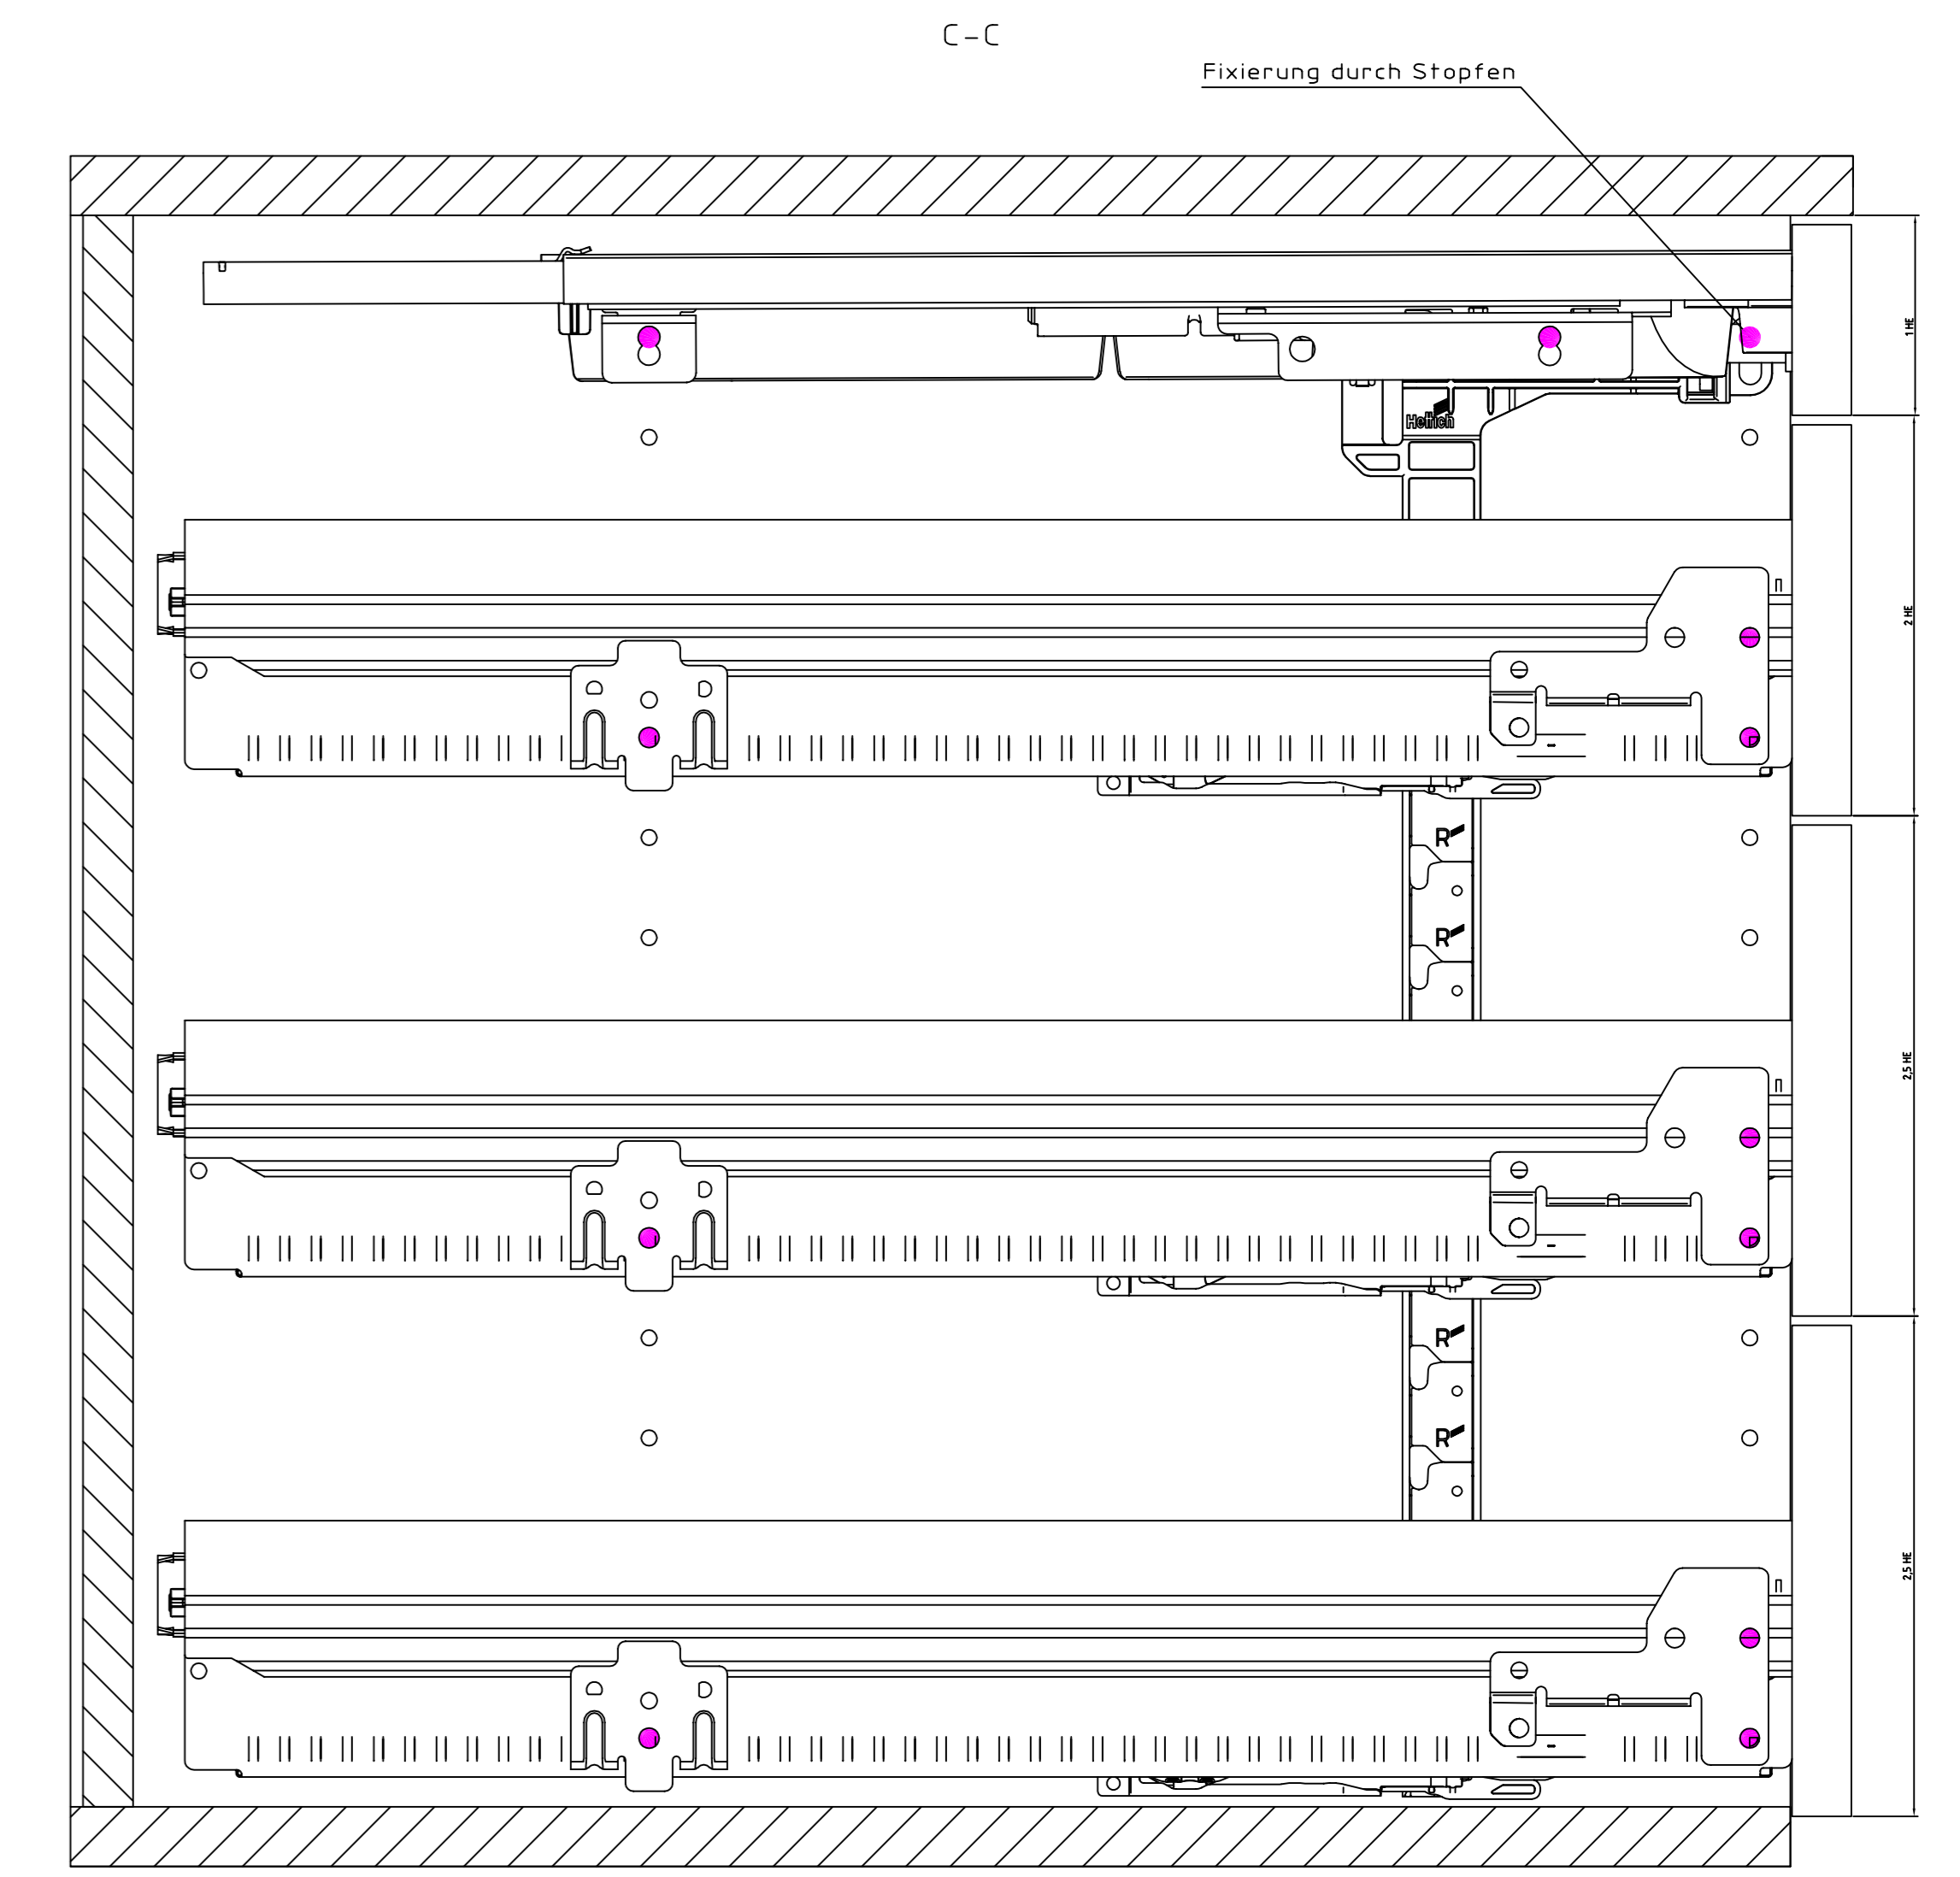 C-C
Fixierung durch Stopfen
1 HE
Hettich
2 HE
R
R
2,5 HE
R
R
2,5 HE